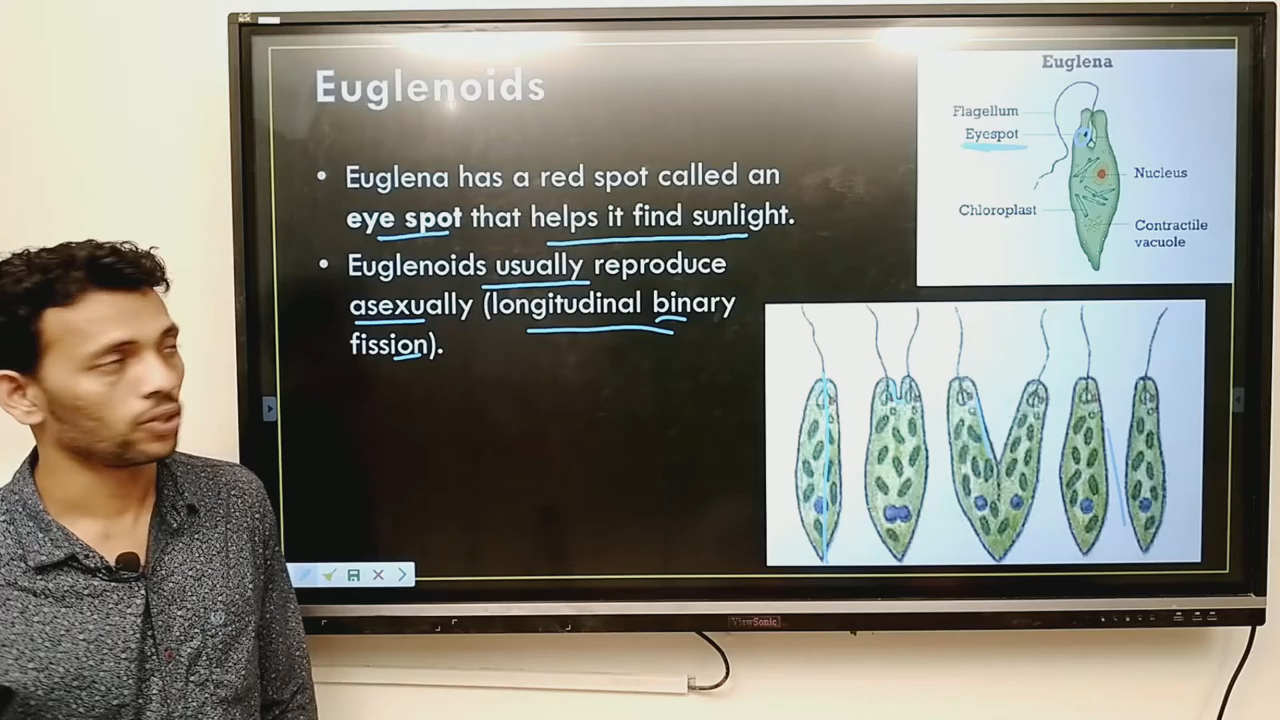 Euglenoids
• Euglena has a red spot called an
eye spot that helps it find sunlight.
• Euglenoids usually reproduce
asexually (longitudinal binary
fission).
Euglena
Flagellum
Eyespot
Nucleus
Chloroplast
Contractile
vacuole
ViewSonic